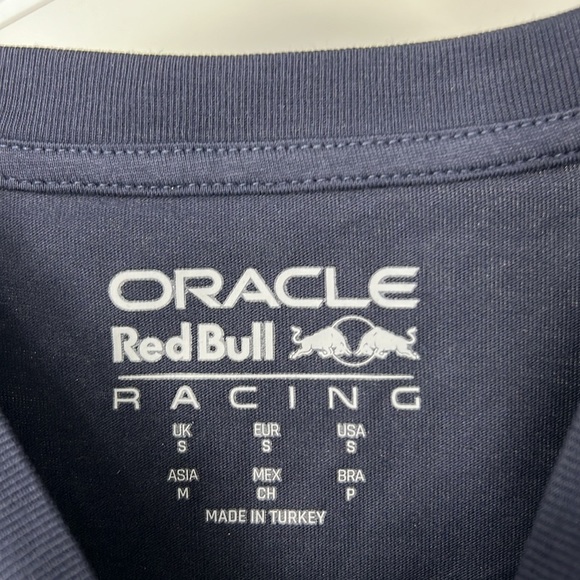 ORACLE
Red Bull
RACING
UK EUR USA
S S S
ASIA MEX BRA
M CH P
MADE IN TURKEY